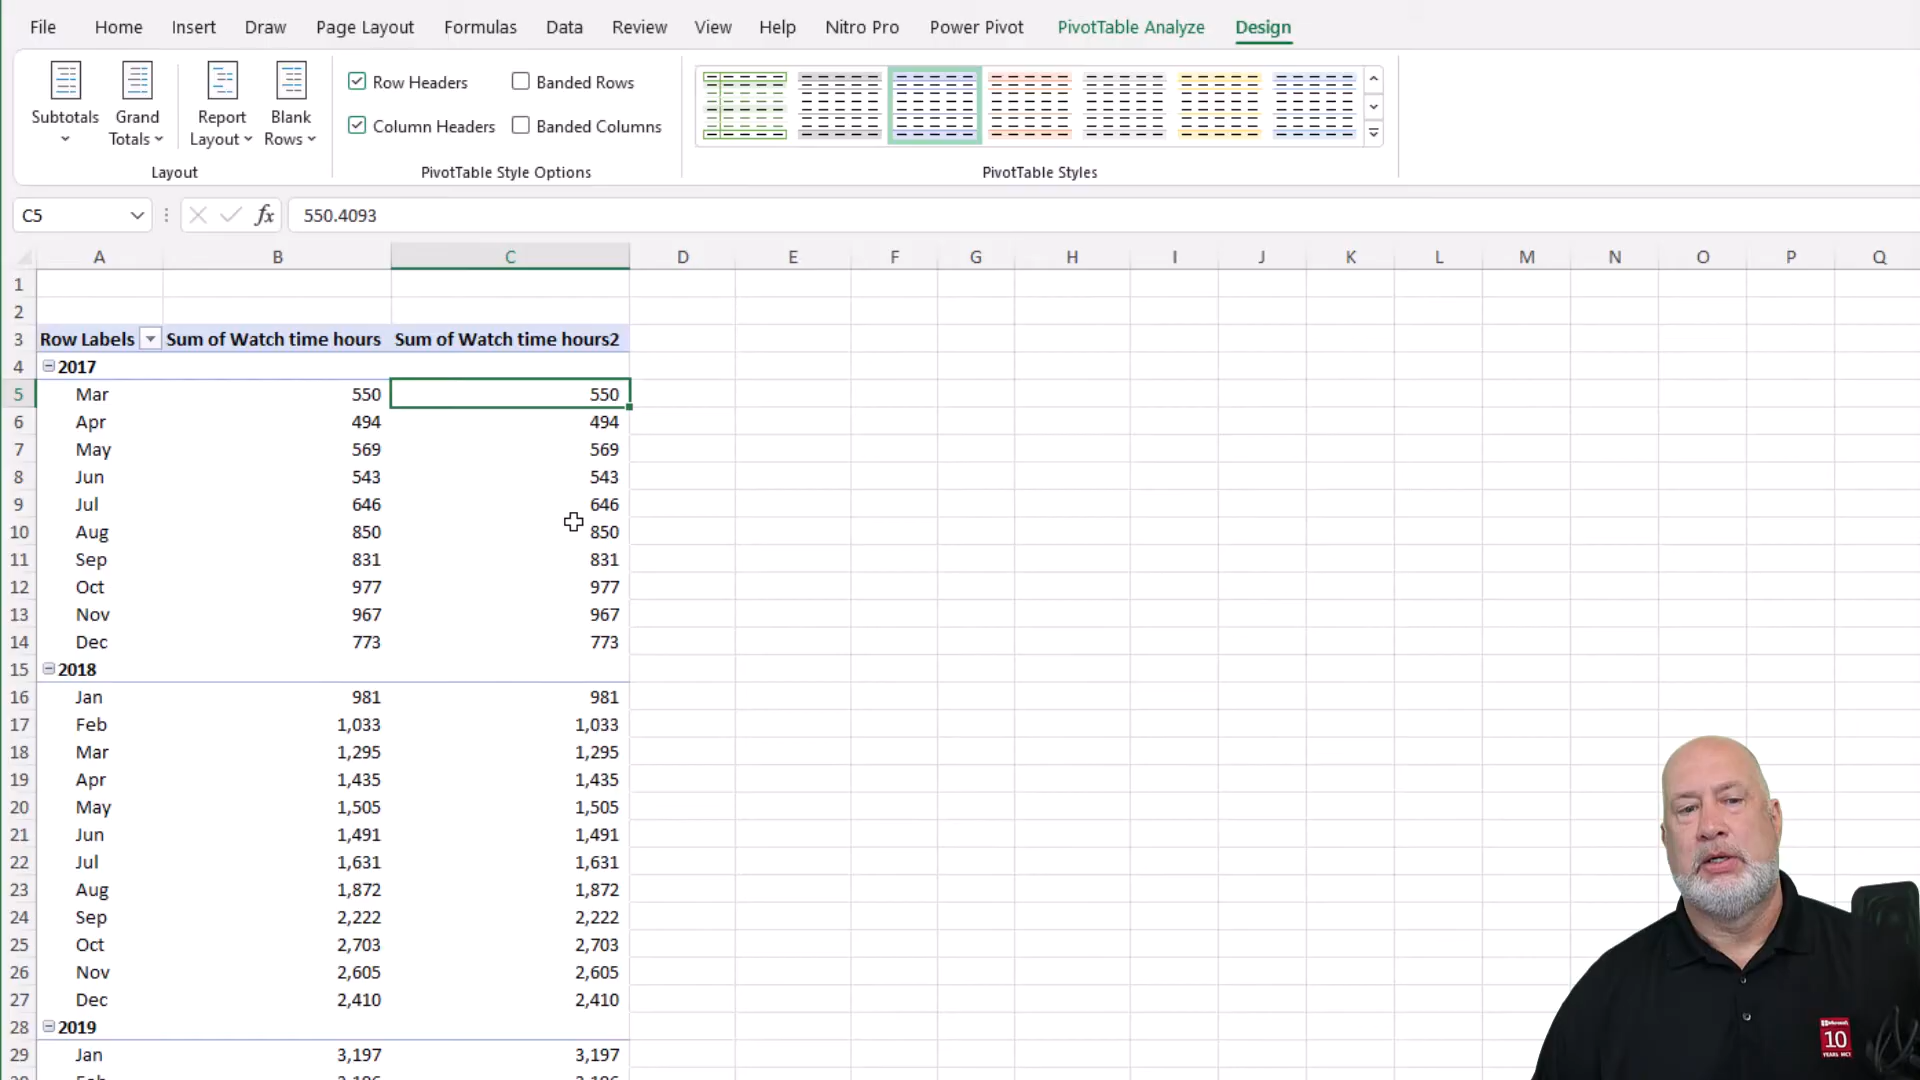 File Home Insert Draw Page Layout Formulas Data Review View Help Nitro Pro Power Pivot PivotTable Analyze Design
Subtotals Grand Totals Report Layout Blank Rows
Row Headers Banded Rows
Column Headers Banded Columns
Layout PivotTable Style Options PivotTable Styles
C5 fx 550.4093
A B C D E F G H I J K L M N O P Q
1
2
3 Row Labels Sum of Watch time hours Sum of Watch time hours2
4 2017
5 Mar 550 550
6 Apr 494 494
7 May 569 569
8 Jun 543 543
9 Jul 646 646
10 Aug 850 850
11 Sep 831 831
12 Oct 977 977
13 Nov 967 967
14 Dec 773 773
15 2018
16 Jan 981 981
17 Feb 1,033 1,033
18 Mar 1,295 1,295
19 Apr 1,435 1,435
20 May 1,505 1,505
21 Jun 1,491 1,491
22 Jul 1,631 1,631
23 Aug 1,872 1,872
24 Sep 2,222 2,222
25 Oct 2,703 2,703
26 Nov 2,605 2,605
27 Dec 2,410 2,410
28 2019
29 Jan 3,197 3,197
Microsoft
10
YEARS MCT